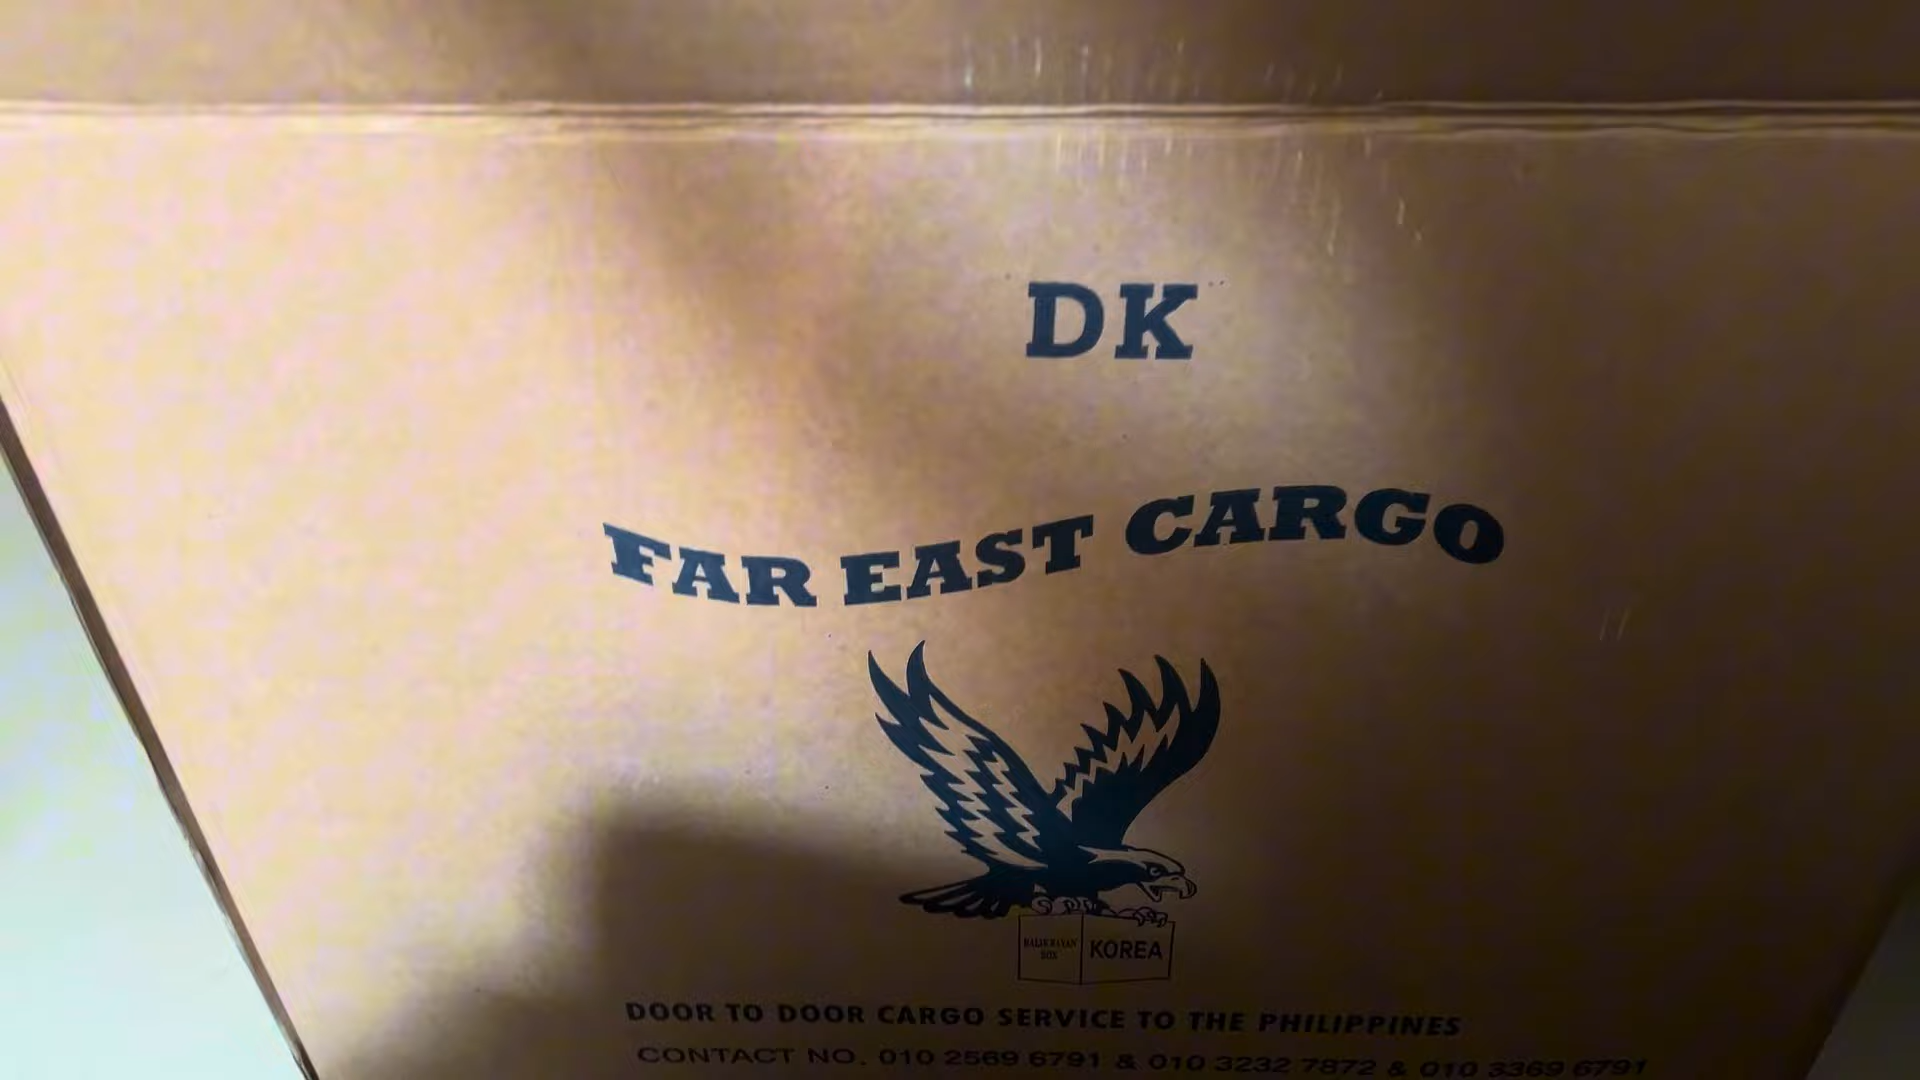 DK
FAR EAST CARGO
BALIKBAYAN KOREA
BOX
DOOR TO DOOR CARGO SERVICE TO THE PHILIPPINES
CONTACT NO. 010 2569 6791 & 010 3232 7872 & 010 3369 6791